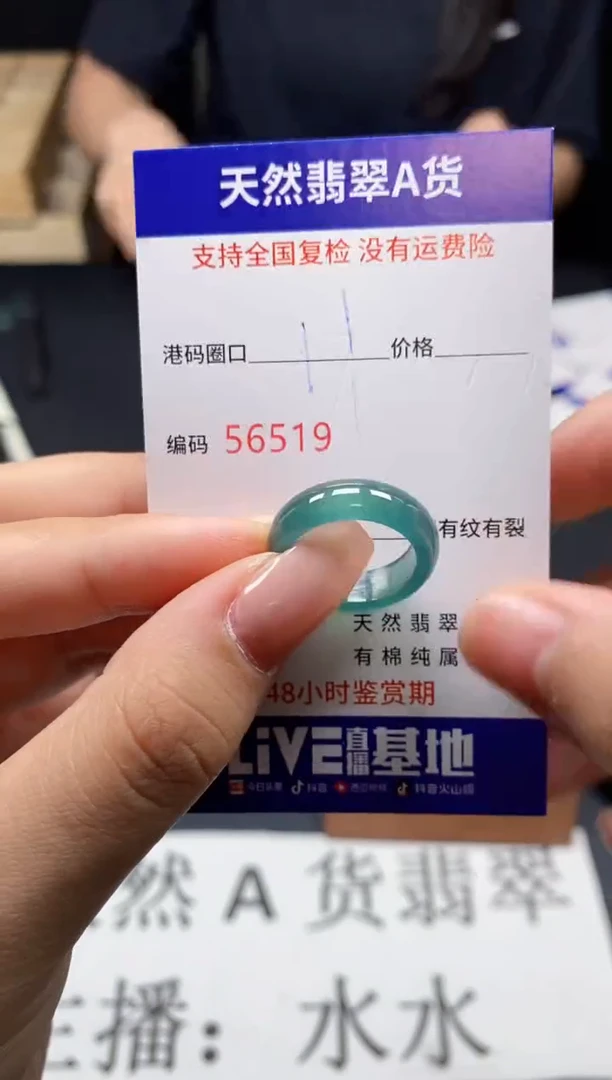 天然翡翠A货
支持全国复检 没有运费险
港码圈口 价格
编码 56519
有纹有裂
天然翡翠
有棉纯属
48小时鉴赏期
LiVE直播基地
今日头条 抖音 西瓜视频 抖音火山版
然A货翡翠
主播：水水